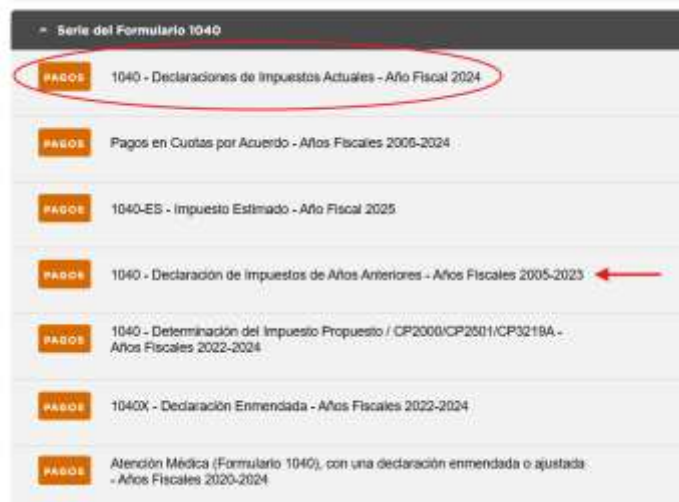 Serie del Formulario 1040
PAGOS 1040 - Declaraciones de Impuestos Actuales - Año Fiscal 2024
PAGOS Pagos en Cuotas por Acuerdo - Años Fiscales 2005-2024
PAGOS 1040-ES - Impuesto Estimado - Año Fiscal 2025
PAGOS 1040 - Declaración de Impuestos de Años Anteriores - Años Fiscales 2005-2023
PAGOS 1040 - Determinación del Impuesto Propuesto / CP2000/CP2501/CP3219A -
Años Fiscales 2022-2024
PAGOS 1040X - Declaración Enmendada - Años Fiscales 2022-2024
PAGOS Atención Médica (Formulario 1040), con una declaración enmendada o ajustada
- Años Fiscales 2020-2024